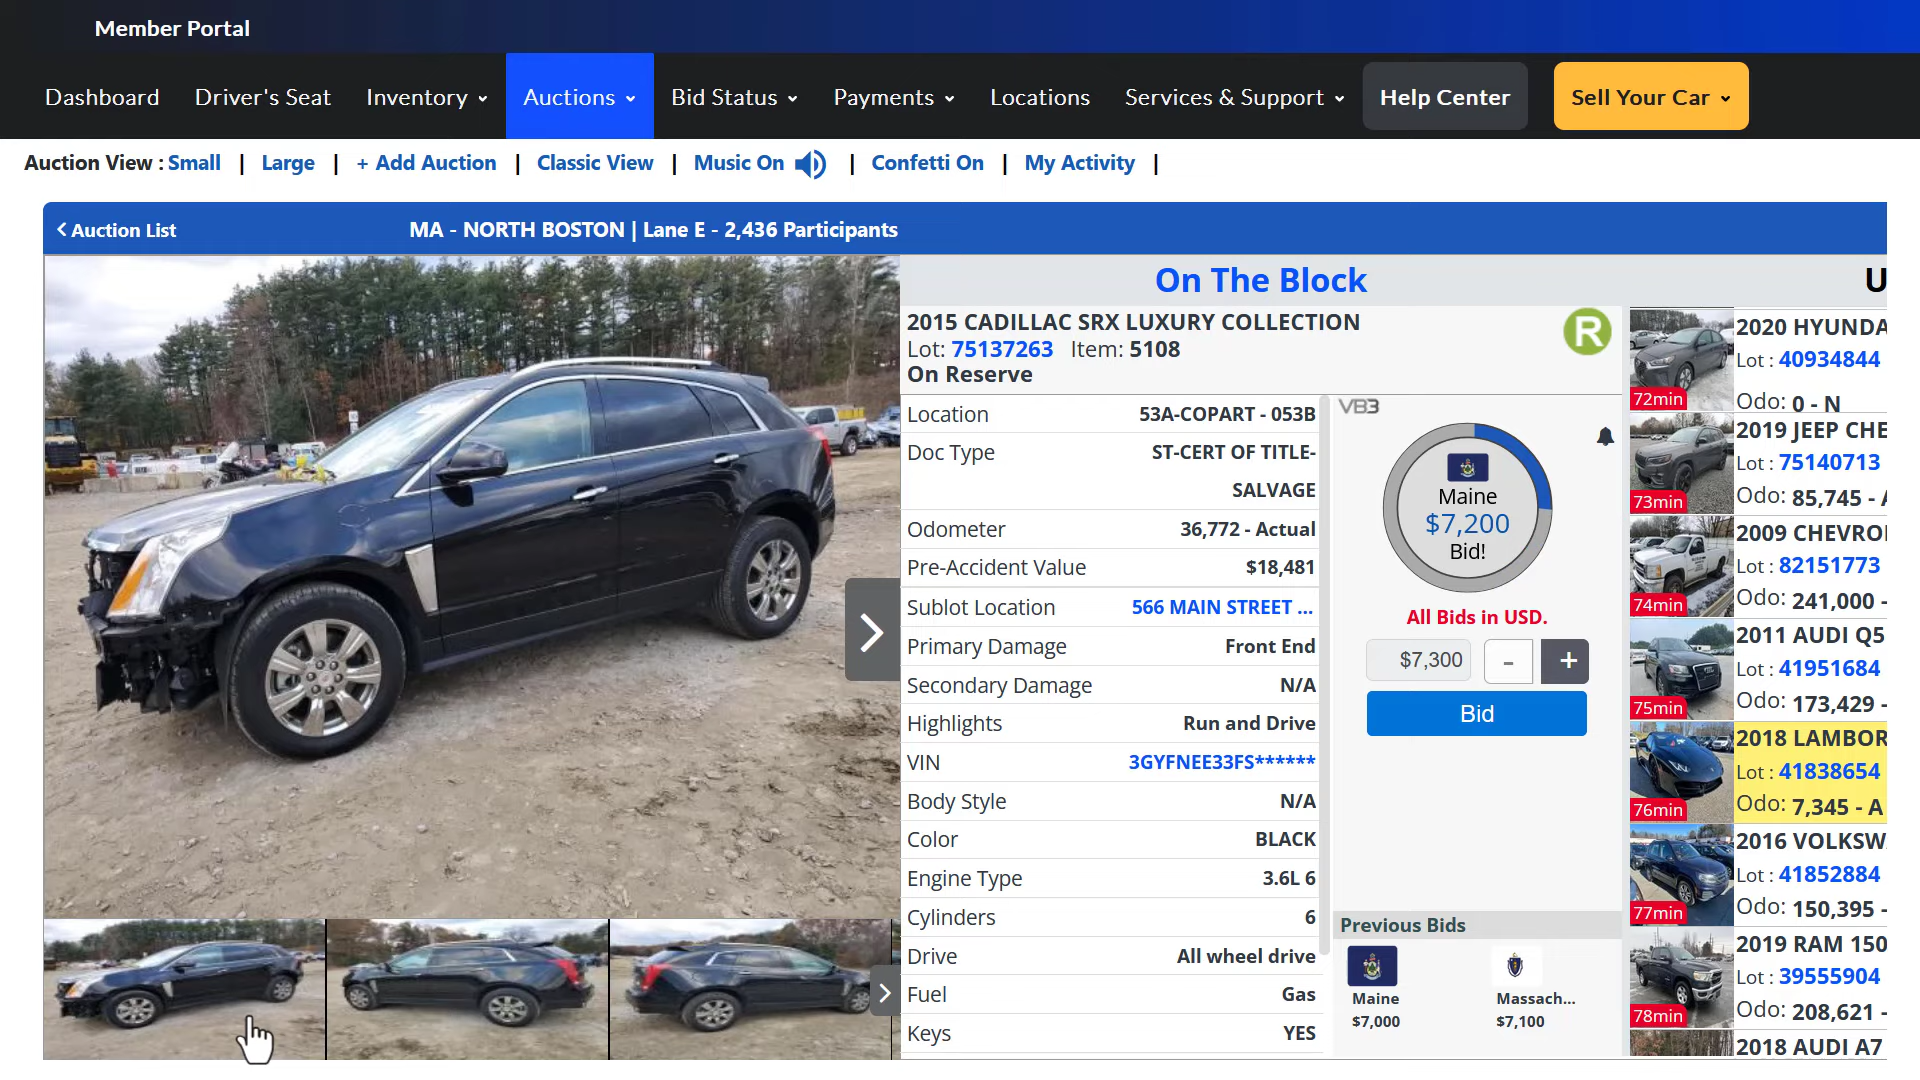 Member Portal
Dashboard Driver's Seat Inventory Auctions Bid Status Payments Locations Services & Support Help Center Sell Your Car
Auction View : Small | Large | + Add Auction | Classic View | Music On | Confetti On | My Activity |
< Auction List MA - NORTH BOSTON | Lane E - 2,436 Participants
On The Block
U
2015 CADILLAC SRX LUXURY COLLECTION
R
Lot: 75137263 Item: 5108
On Reserve
Location 53A-COPART - 053B
Doc Type ST-CERT OF TITLE-
SALVAGE
Odometer 36,772 - Actual
Pre-Accident Value $18,481
Sublot Location 566 MAIN STREET ...
Primary Damage Front End
Secondary Damage N/A
Highlights Run and Drive
VIN 3GYFNEE33FS******
Body Style N/A
Color BLACK
Engine Type 3.6L 6
Cylinders 6
Drive All wheel drive
Fuel Gas
Keys YES
VB3
Maine
$7,200
Bid!
All Bids in USD.
$7,300 - +
Bid
Previous Bids
Maine Massach...
$7,000 $7,100
2020 HYUNDA
Lot : 40934844
72min Odo: 0 - N
2019 JEEP CHE
Lot : 75140713
73min Odo: 85,745 - A
2009 CHEVROL
Lot : 82151773
74min Odo: 241,000 -
2011 AUDI Q5
Lot : 41951684
75min Odo: 173,429 -
2018 LAMBOR
Lot : 41838654
76min Odo: 7,345 - A
2016 VOLKSW
Lot : 41852884
77min Odo: 150,395 -
2019 RAM 150
Lot : 39555904
78min Odo: 208,621 -
2018 AUDI A7